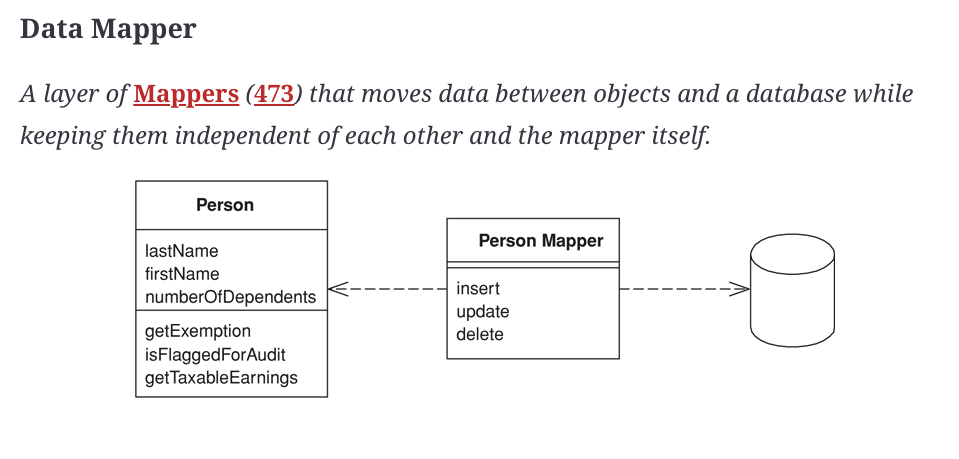 Data Mapper
A layer of Mappers (473) that moves data between objects and a database while
keeping them independent of each other and the mapper itself.
Person
lastName
firstName
numberOfDependents
getExemption
isFlaggedForAudit
getTaxableEarnings
Person Mapper
insert
update
delete